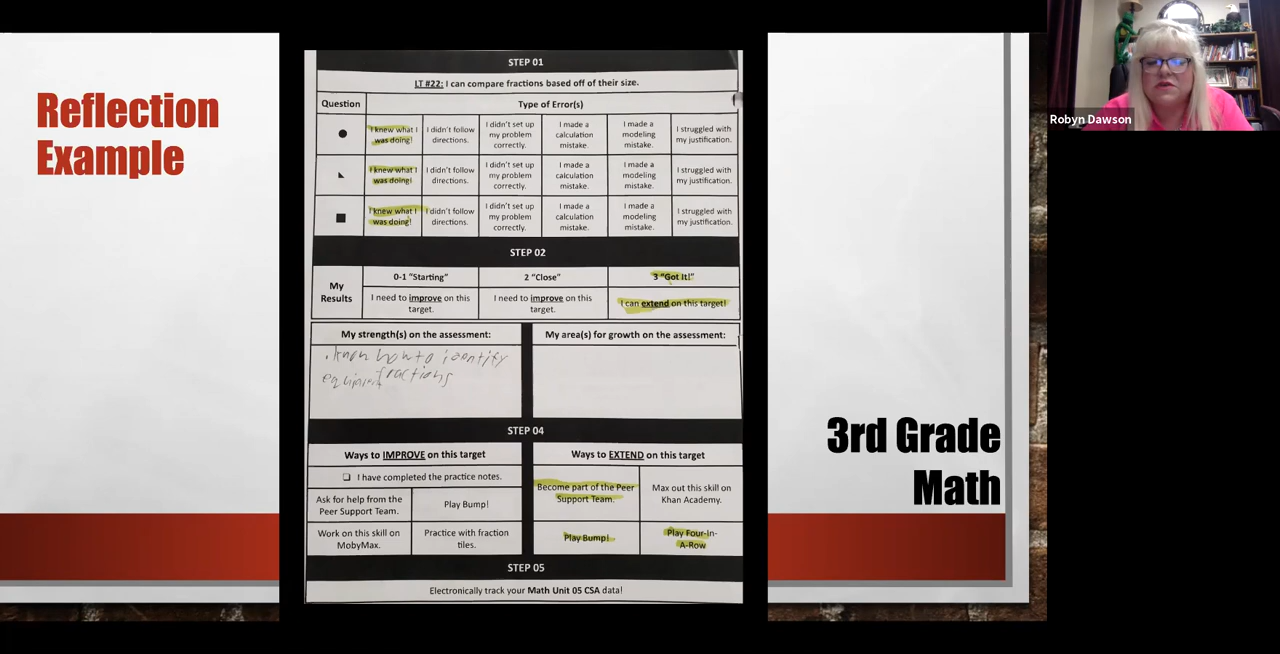 Reflection
Example
STEP 01
LT #22: I can compare fractions based off of their size.
Question
Type of Error(s)
I knew what I
was doing!
I didn't follow
directions.
I didn't set up
my problem
correctly.
I made a
calculation
mistake.
I made a
modeling
mistake.
I struggled with
my justification.
I knew what I
was doing!
I didn't follow
directions.
I didn't set up
my problem
correctly.
I made a
calculation
mistake.
I made a
modeling
mistake.
I struggled with
my justification.
I knew what I
was doing!
I didn't follow
directions.
I didn't set up
my problem
correctly.
I made a
calculation
mistake.
I made a
modeling
mistake.
I struggled with
my justification.
STEP 02
My
Results
0-1 "Starting"
2 "Close"
3 "Got It!"
I need to improve on this
target.
I need to improve on this
target.
I can extend on this target!
My strength(s) on the assessment:
My area(s) for growth on the assessment:
. know how to identify
fractions
STEP 04
Ways to IMPROVE on this target
Ways to EXTEND on this target
I have completed the practice notes.
Ask for help from the
Peer Support Team.
Play Bump!
Work on this skill on
MobyMax.
Practice with fraction
tiles.
Become part of the Peer
Support Team.
Max out this skill on
Khan Academy.
Play Bump!
Play Four-In-
A-Row
STEP 05
Electronically track your Math Unit 05 CSA data!
3rd Grade
Math
Robyn Dawson